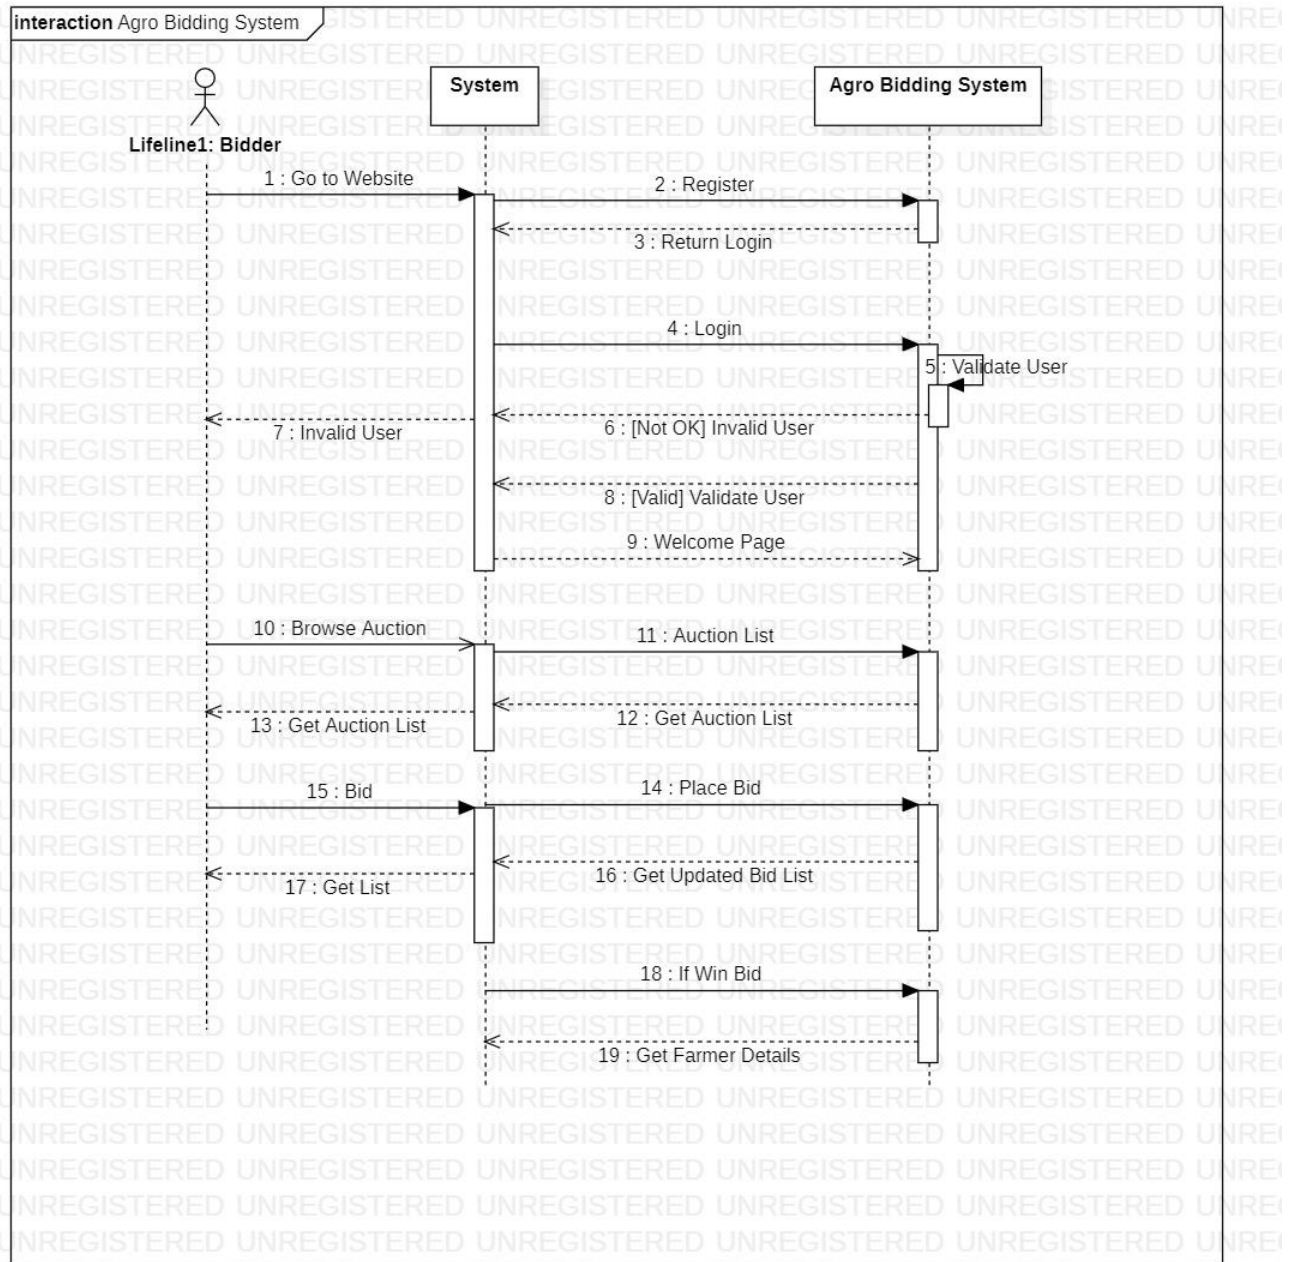 interaction Agro Bidding System
System
Agro Bidding System
Lifeline1: Bidder
1 : Go to Website
2 : Register
3 : Return Login
4 : Login
5 : Validate User
6 : [Not OK] Invalid User
7 : Invalid User
8 : [Valid] Validate User
9 : Welcome Page
10 : Browse Auction
11 : Auction List
12 : Get Auction List
13 : Get Auction List
15 : Bid
14 : Place Bid
16 : Get Updated Bid List
17 : Get List
18 : If Win Bid
19 : Get Farmer Details
UNREGISTERED